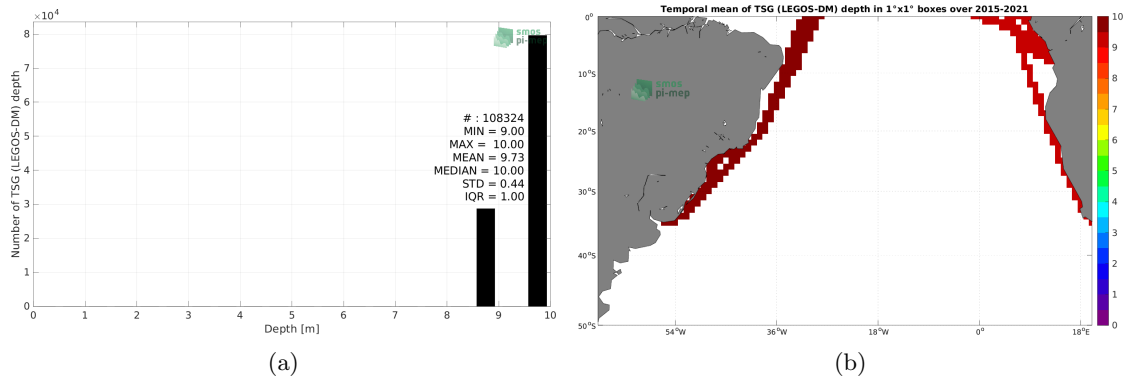 ×10⁴
8
7
6
5
4
3
2
1
0
Number of TSG (LEGOS-DM) depth
smos
pi-mep
# : 108324
MIN = 9.00
MAX = 10.00
MEAN = 9.73
MEDIAN = 10.00
STD = 0.44
IQR = 1.00
0 1 2 3 4 5 6 7 8 9 10
Depth [m]
(a)
Temporal mean of TSG (LEGOS-DM) depth in 1°x1° boxes over 2015-2021
0°
10°S
20°S
30°S
40°S
50°S
smos
pi-mep
54°W 36°W 18°W 0° 18°E
10
9
8
7
6
5
4
3
2
1
0
(b)